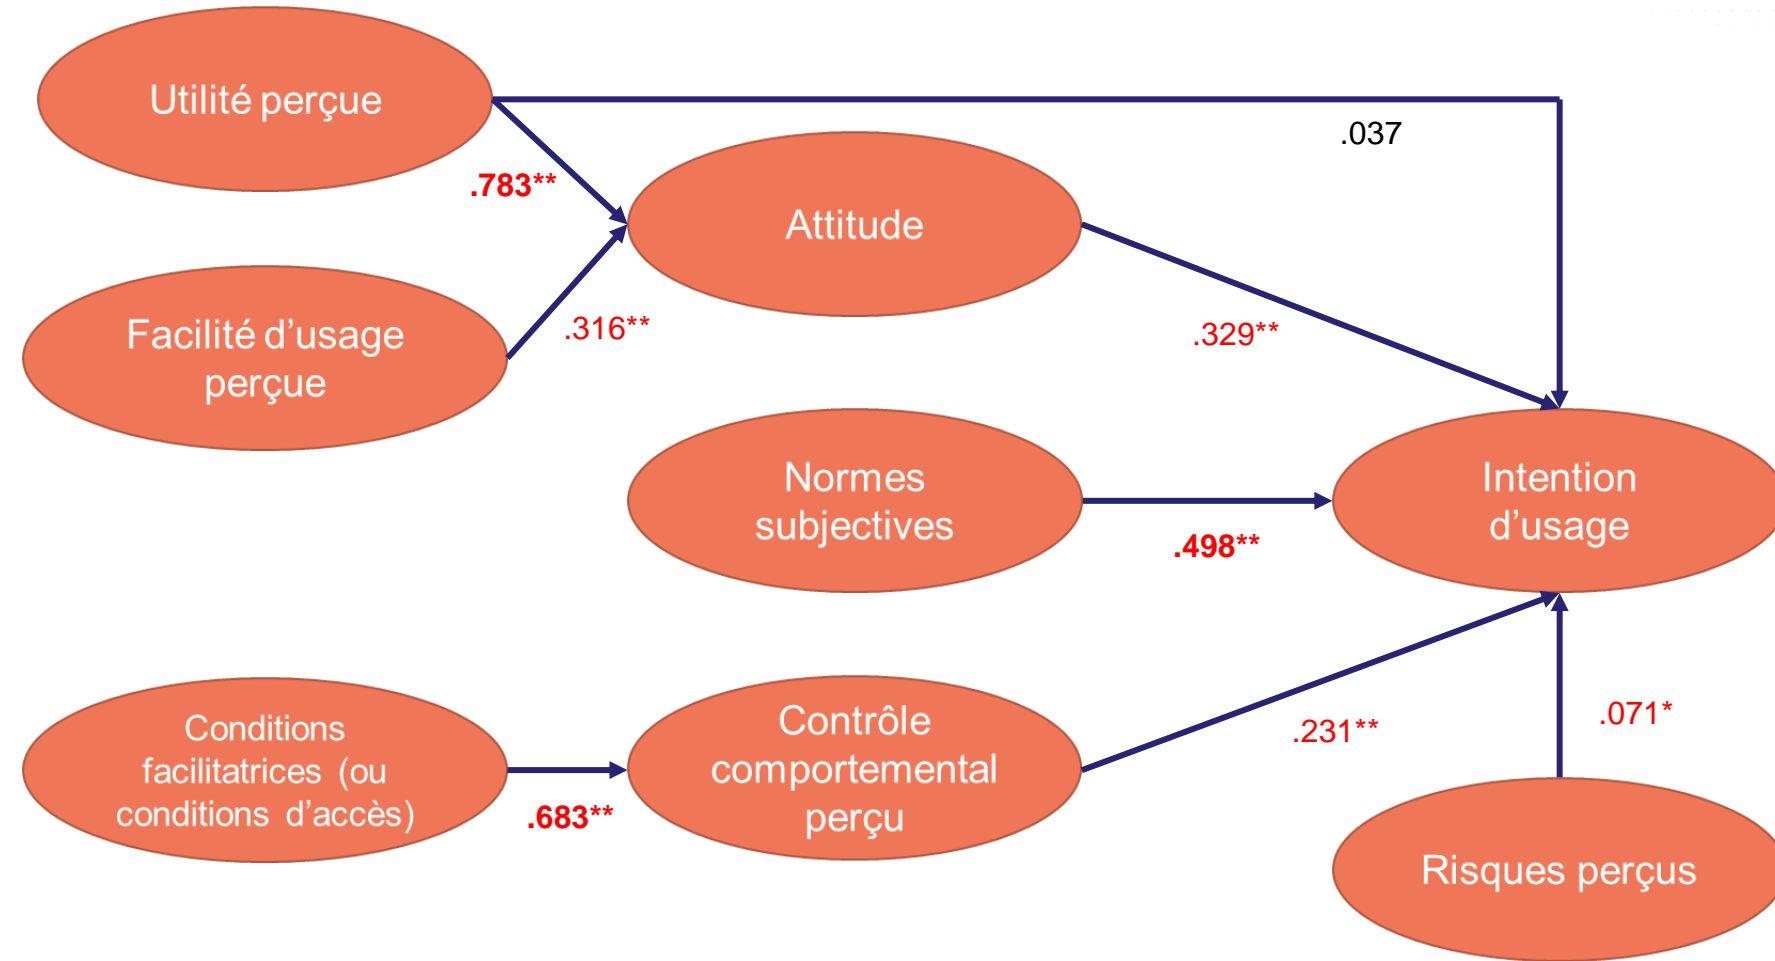 Utilité perçue
.037
.783**
Attitude
Facilité d’usage
perçue
.316**
.329**
Normes
subjectives
.498**
Intention
d’usage
Conditions
facilitatrices (ou
conditions d’accès)
.683**
Contrôle
comportemental
perçu
.231**
.071*
Risques perçus